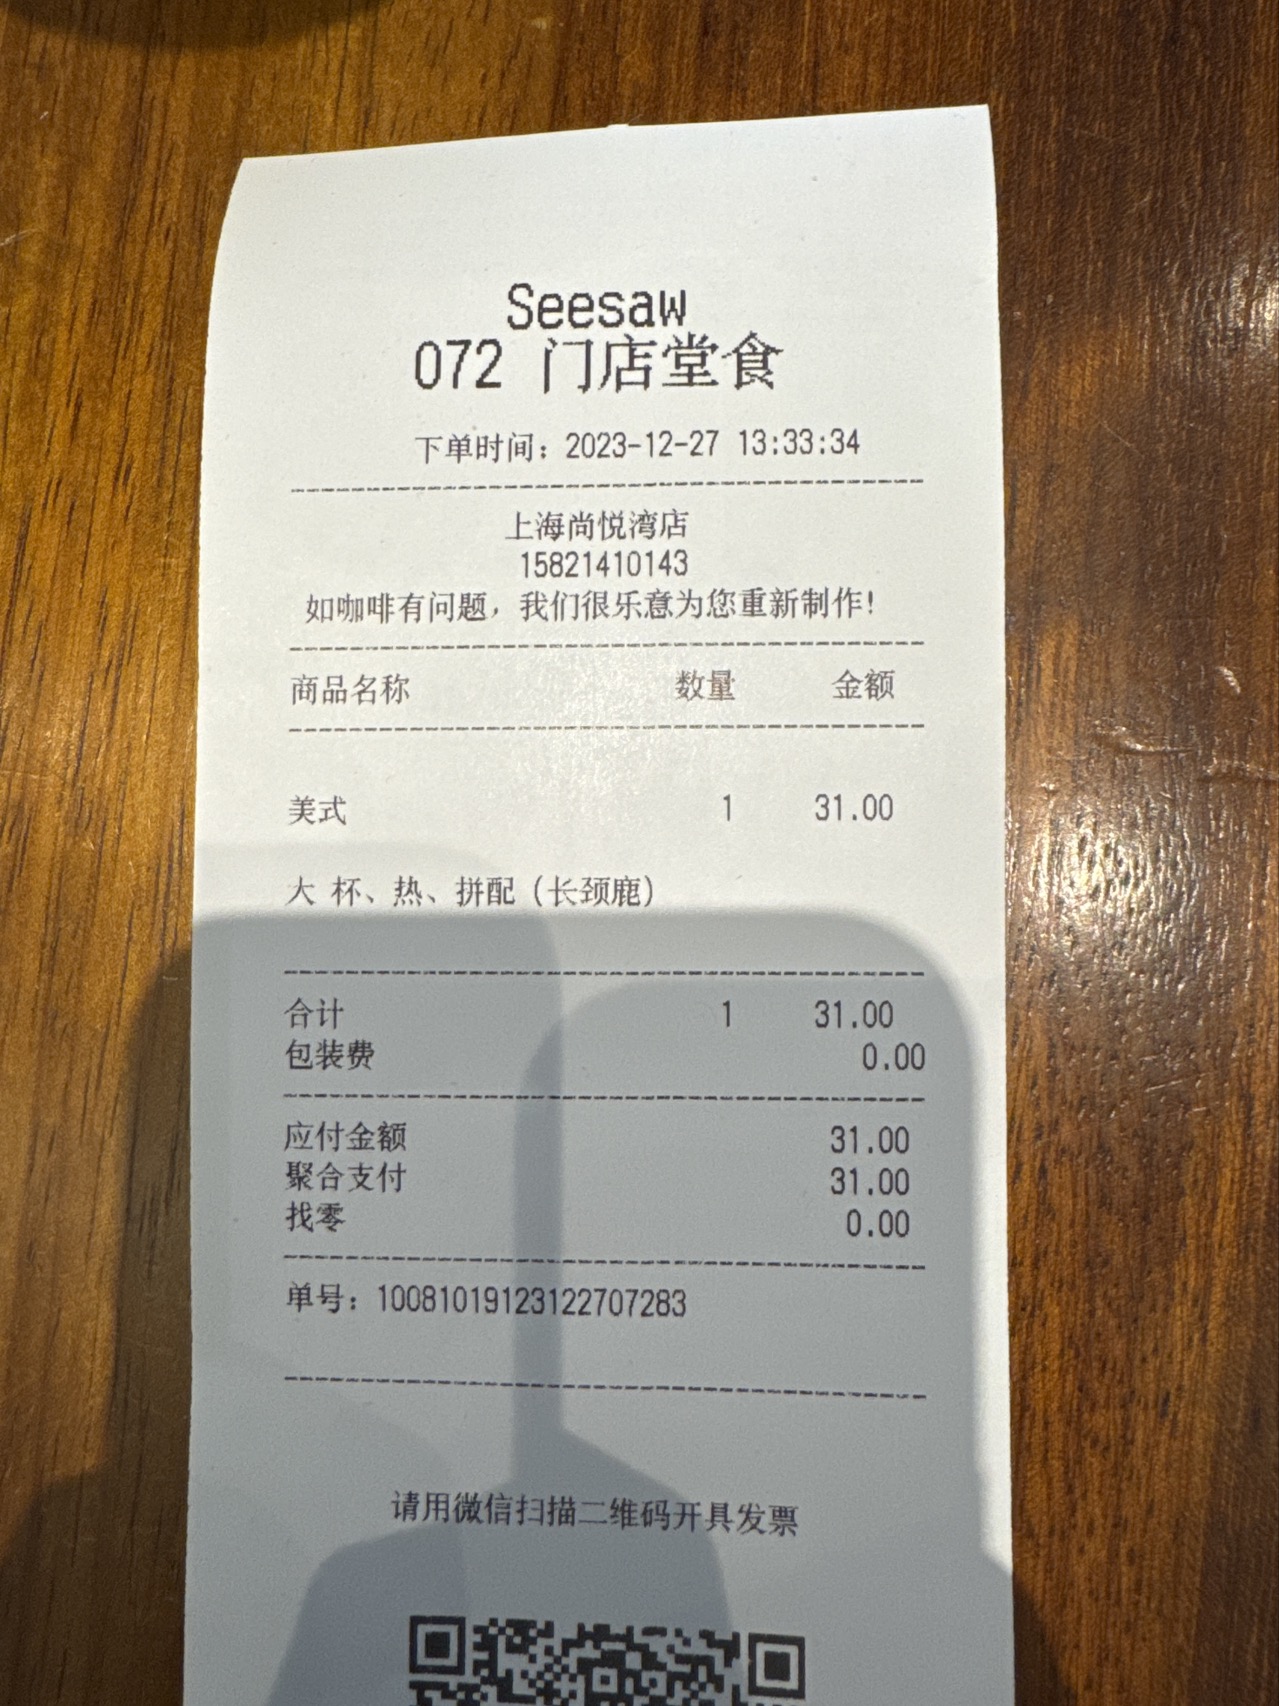 Seesaw
072 门店堂食
下单时间：2023-12-27 13:33:34
上海尚悦湾店
15821410143
如咖啡有问题，我们很乐意为您重新制作！
商品名称 数量 金额
美式 1 31.00
大 杯、热、拼配（长颈鹿）
合计 1 31.00
包装费 0.00
应付金额 31.00
聚合支付 31.00
找零 0.00
单号：10081019123122707283
请用微信扫描二维码开具发票